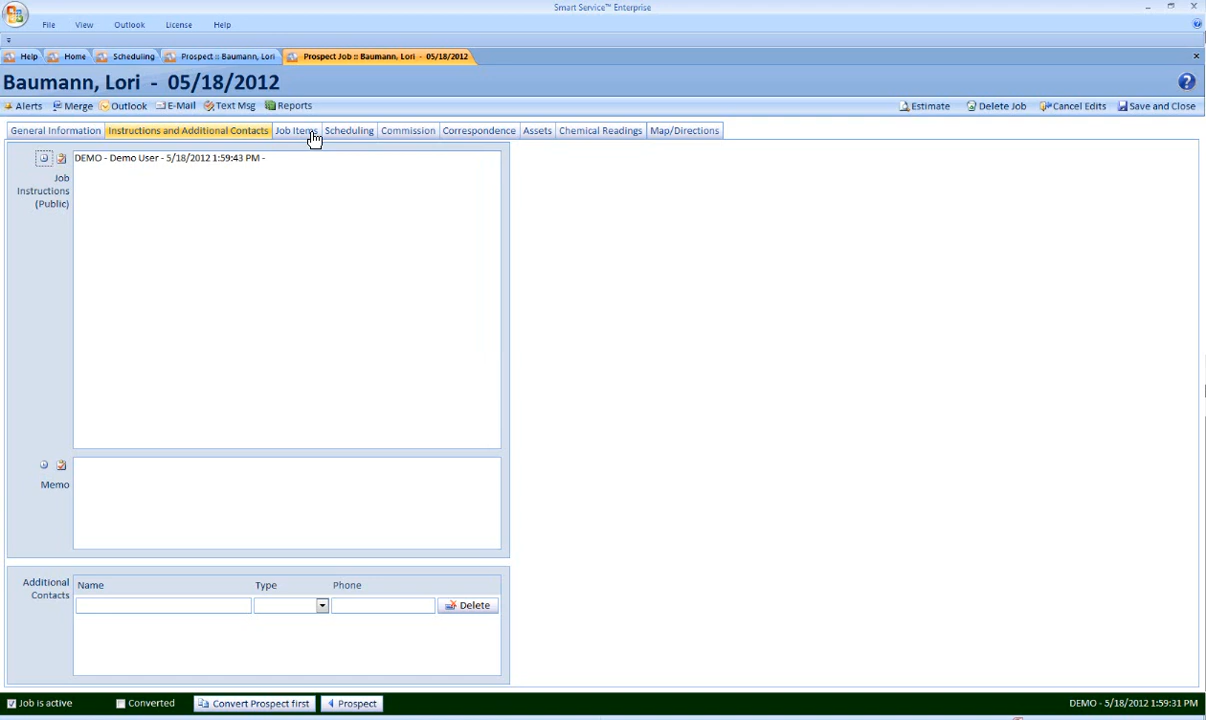 Smart Service™ Enterprise
File View Outlook License Help
Help Home Scheduling Prospect :: Baumann, Lori Prospect Job :: Baumann, Lori - 05/18/2012
Baumann, Lori - 05/18/2012
Alerts Merge Outlook E-Mail Text Msg Reports Estimate Delete Job Cancel Edits Save and Close
General Information Instructions and Additional Contacts Job Items Scheduling Commission Correspondence Assets Chemical Readings Map/Directions
DEMO - Demo User - 5/18/2012 1:59:43 PM -
Job
Instructions
(Public)
Memo
Additional
Contacts
Name Type Phone
Delete
Job is active Converted Convert Prospect first Prospect DEMO - 5/18/2012 1:59:31 PM